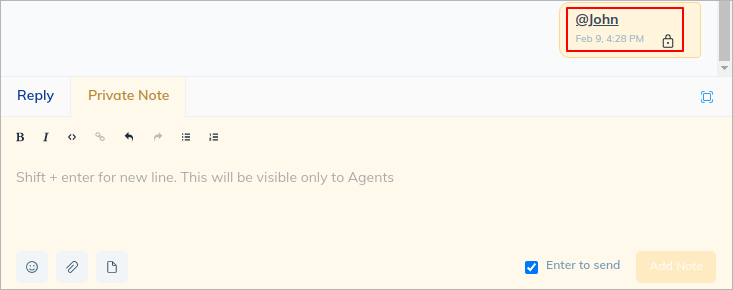 @John
Feb 9, 4:28 PM
Reply Private Note
B I
Shift + enter for new line. This will be visible only to Agents
Enter to send Add Note